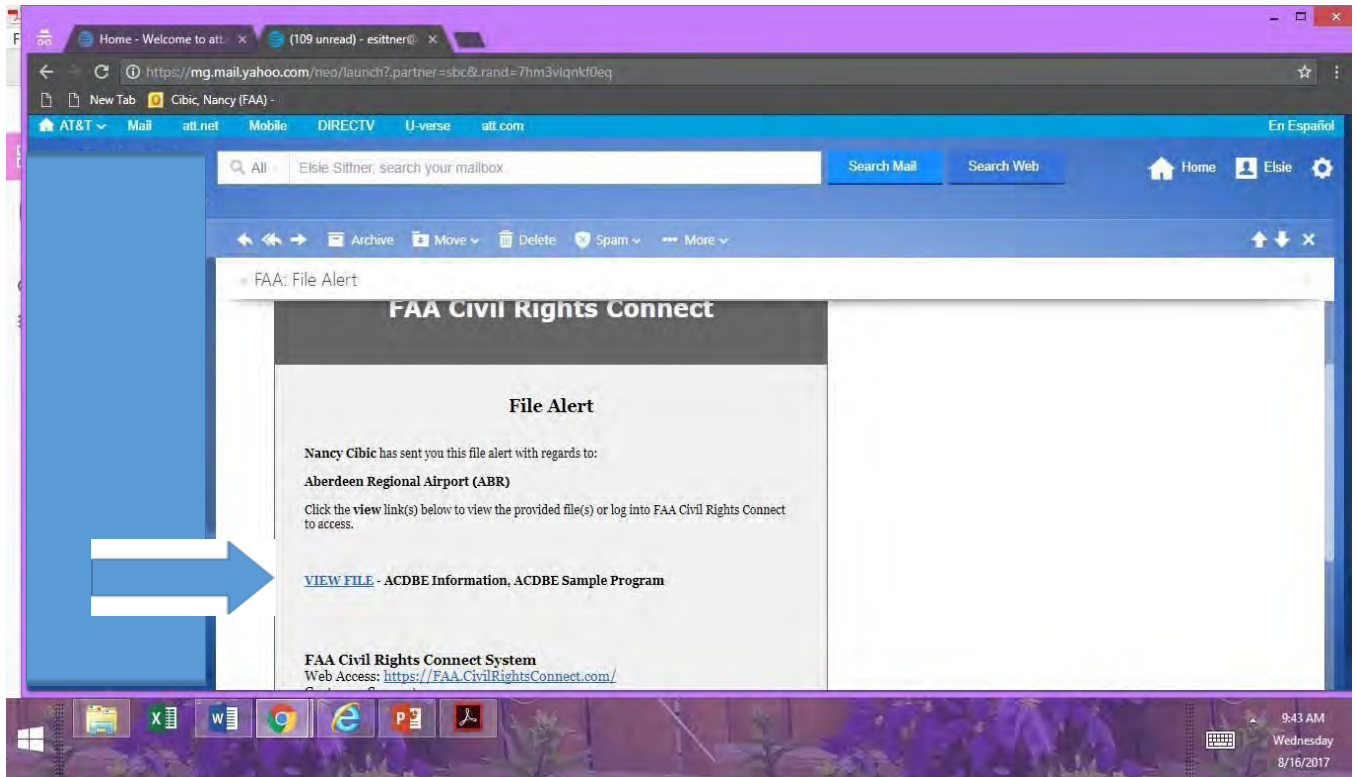 F
Home - Welcome to att.
(109 unread) - esittner@
https://mg.mail.yahoo.com/neo/launch?.partner=sbc&.rand=7hm3vlqnkf0eq
New Tab Cibic, Nancy (FAA) -
AT&T Mail att.net Mobile DIRECTV U-verse att.com En Español
All Elsie Sittner, search your mailbox Search Mail Search Web Home Elsie
Archive Move Delete Spam More
FAA: File Alert
FAA Civil Rights Connect
File Alert
Nancy Cibic has sent you this file alert with regards to:
Aberdeen Regional Airport (ABR)
Click the view link(s) below to view the provided file(s) or log into FAA Civil Rights Connect
to access.
VIEW FILE - ACDBE Information, ACDBE Sample Program
FAA Civil Rights Connect System
Web Access: https://FAA.CivilRightsConnect.com/
9:43 AM
Wednesday
8/16/2017